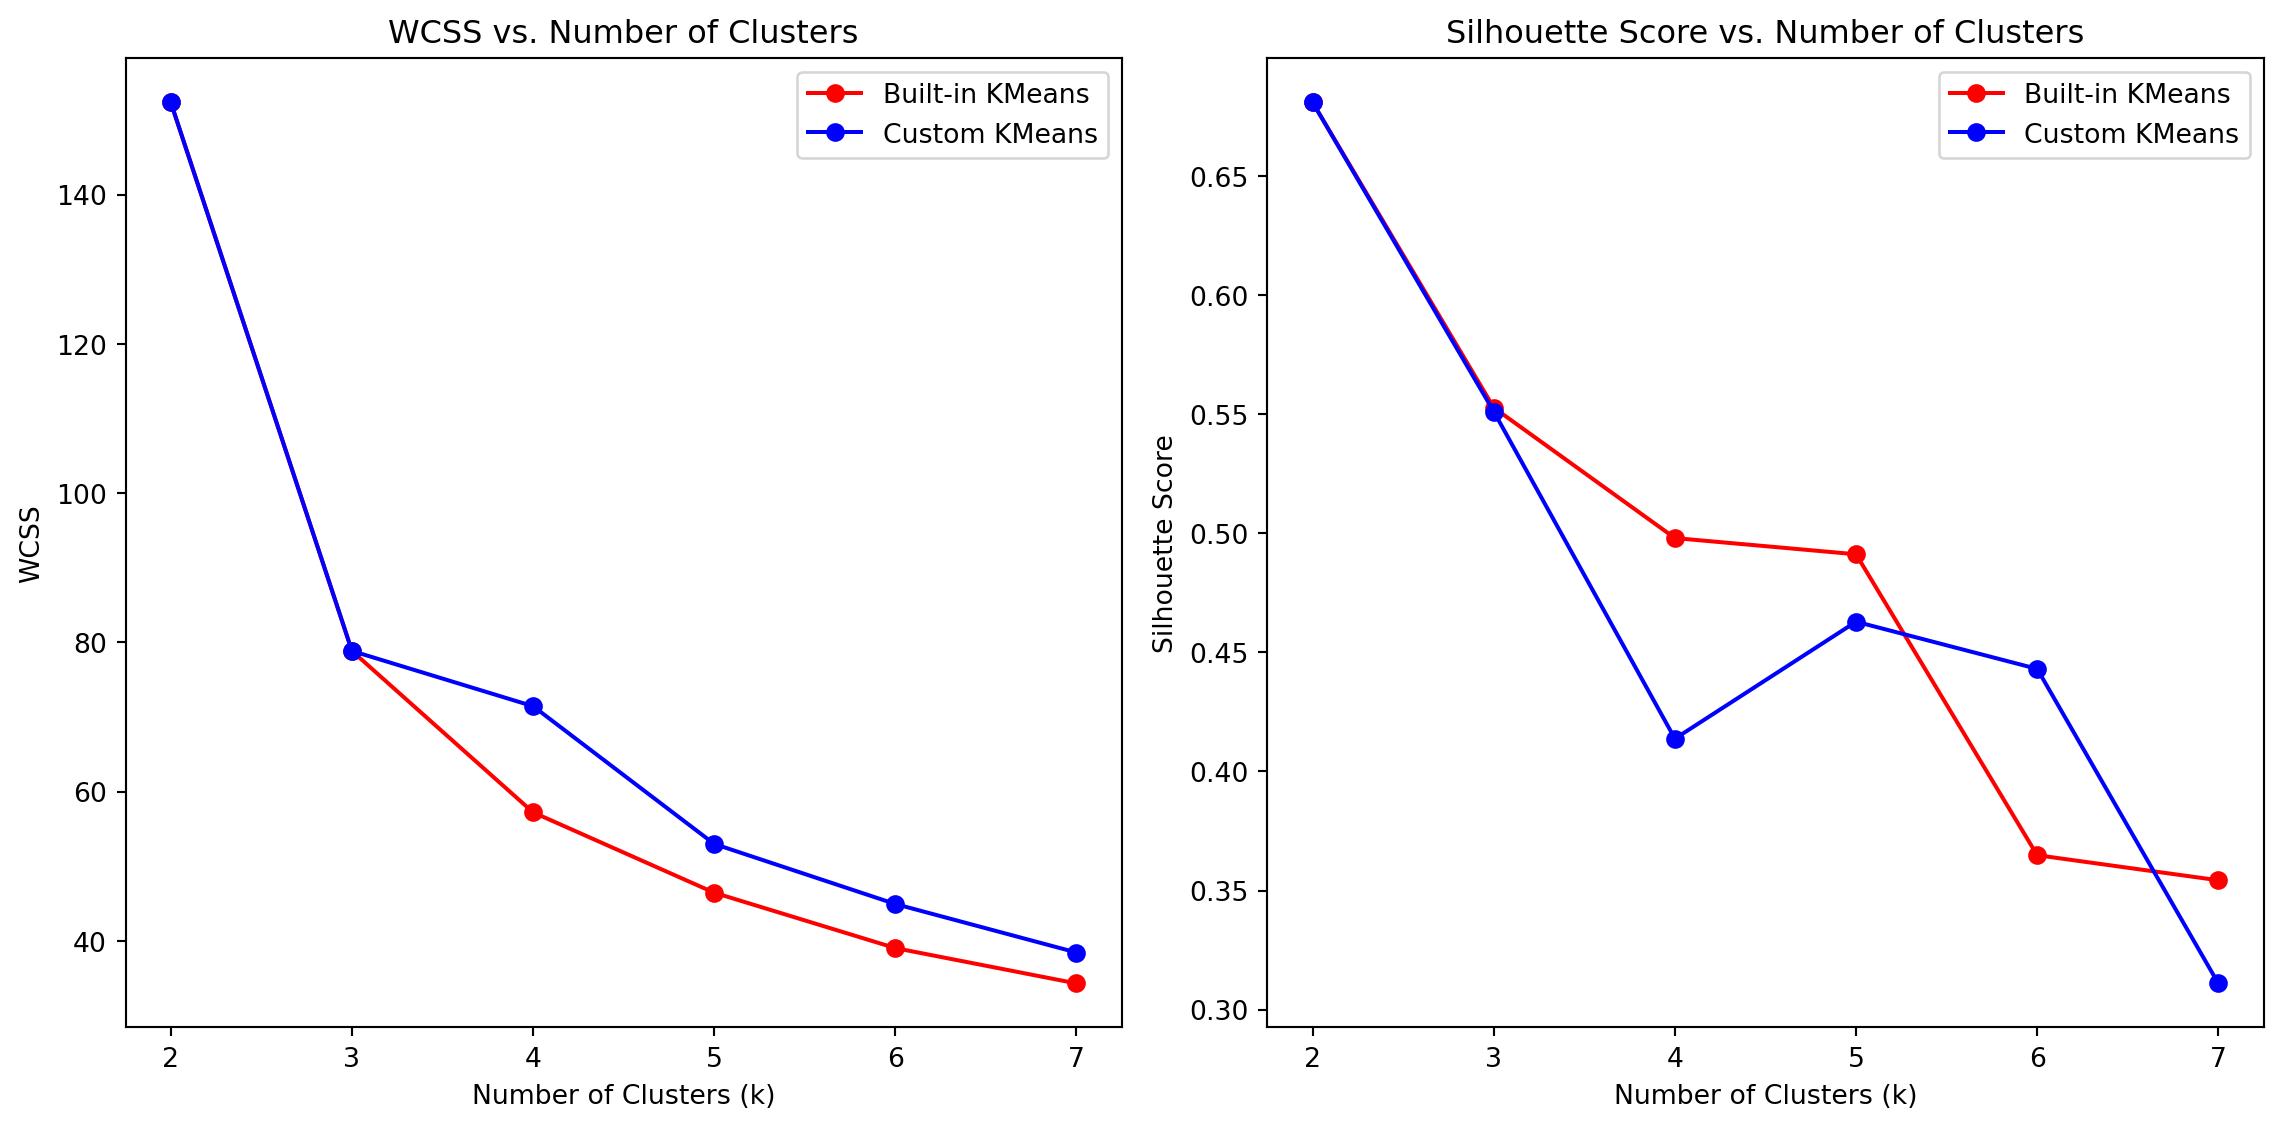 WCSS vs. Number of Clusters
Built-in KMeans
Custom KMeans
WCSS
140
120
100
80
60
40
2 3 4 5 6 7
Number of Clusters (k)
Silhouette Score vs. Number of Clusters
Built-in KMeans
Custom KMeans
Silhouette Score
0.65
0.60
0.55
0.50
0.45
0.40
0.35
0.30
2 3 4 5 6 7
Number of Clusters (k)